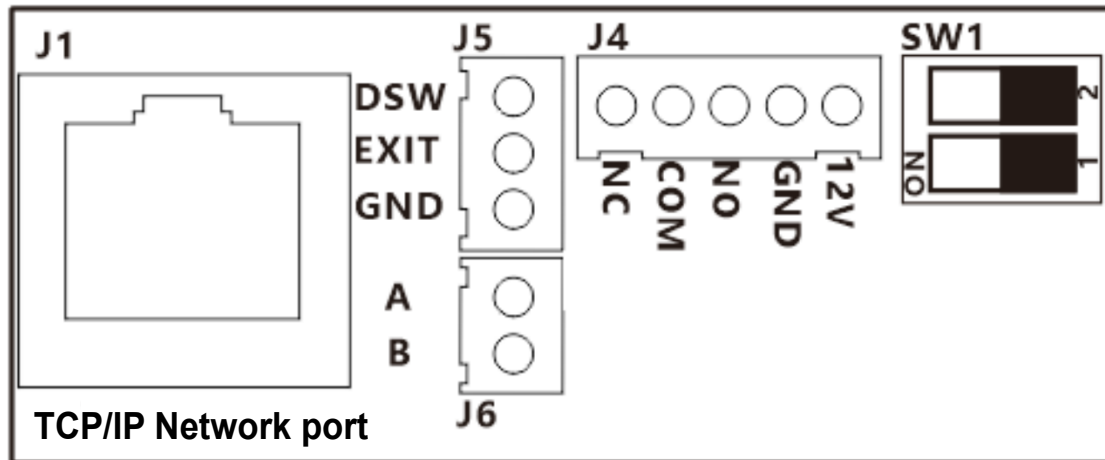 J1
J5
J4
SW1
DSW
EXIT
GND
NC
COM
NO
GND
12V
2
1
ON
A
B
J6
TCP/IP Network port